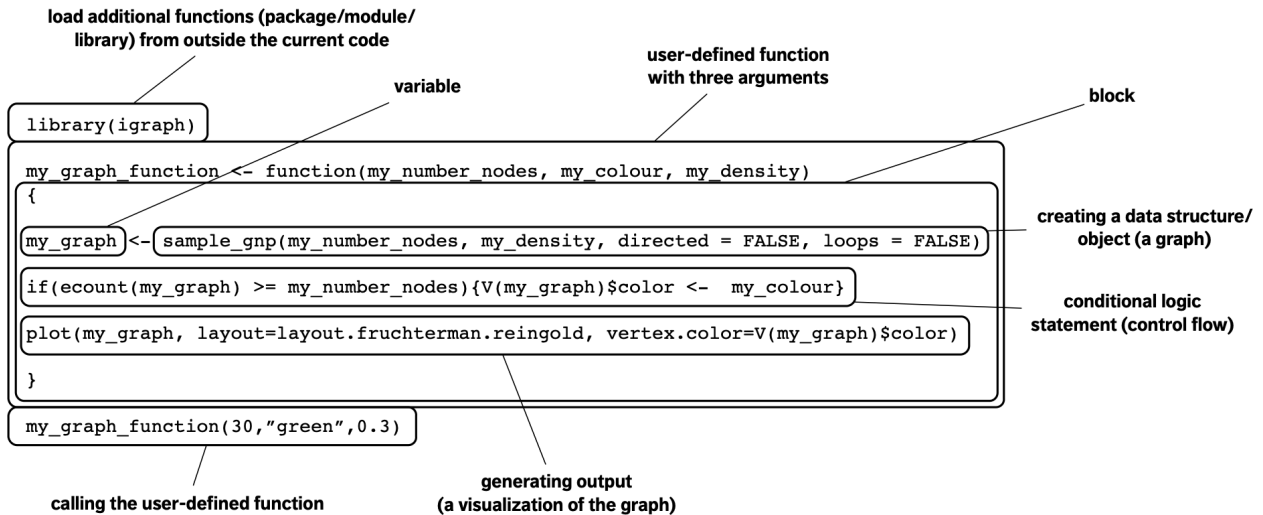 load additional functions (package/module/
library) from outside the current code
user-defined function
with three arguments
variable
block
library(igraph)
my_graph_function <- function(my_number_nodes, my_colour, my_density)
{
my_graph <- sample_gnp(my_number_nodes, my_density, directed = FALSE, loops = FALSE)
creating a data structure/
object (a graph)
if(ecount(my_graph) >= my_number_nodes){V(my_graph)$color <-  my_colour}
conditional logic
statement (control flow)
plot(my_graph, layout=layout.fruchterman.reingold, vertex.color=V(my_graph)$color)
}
my_graph_function(30,”green”,0.3)
generating output
(a visualization of the graph)
calling the user-defined function